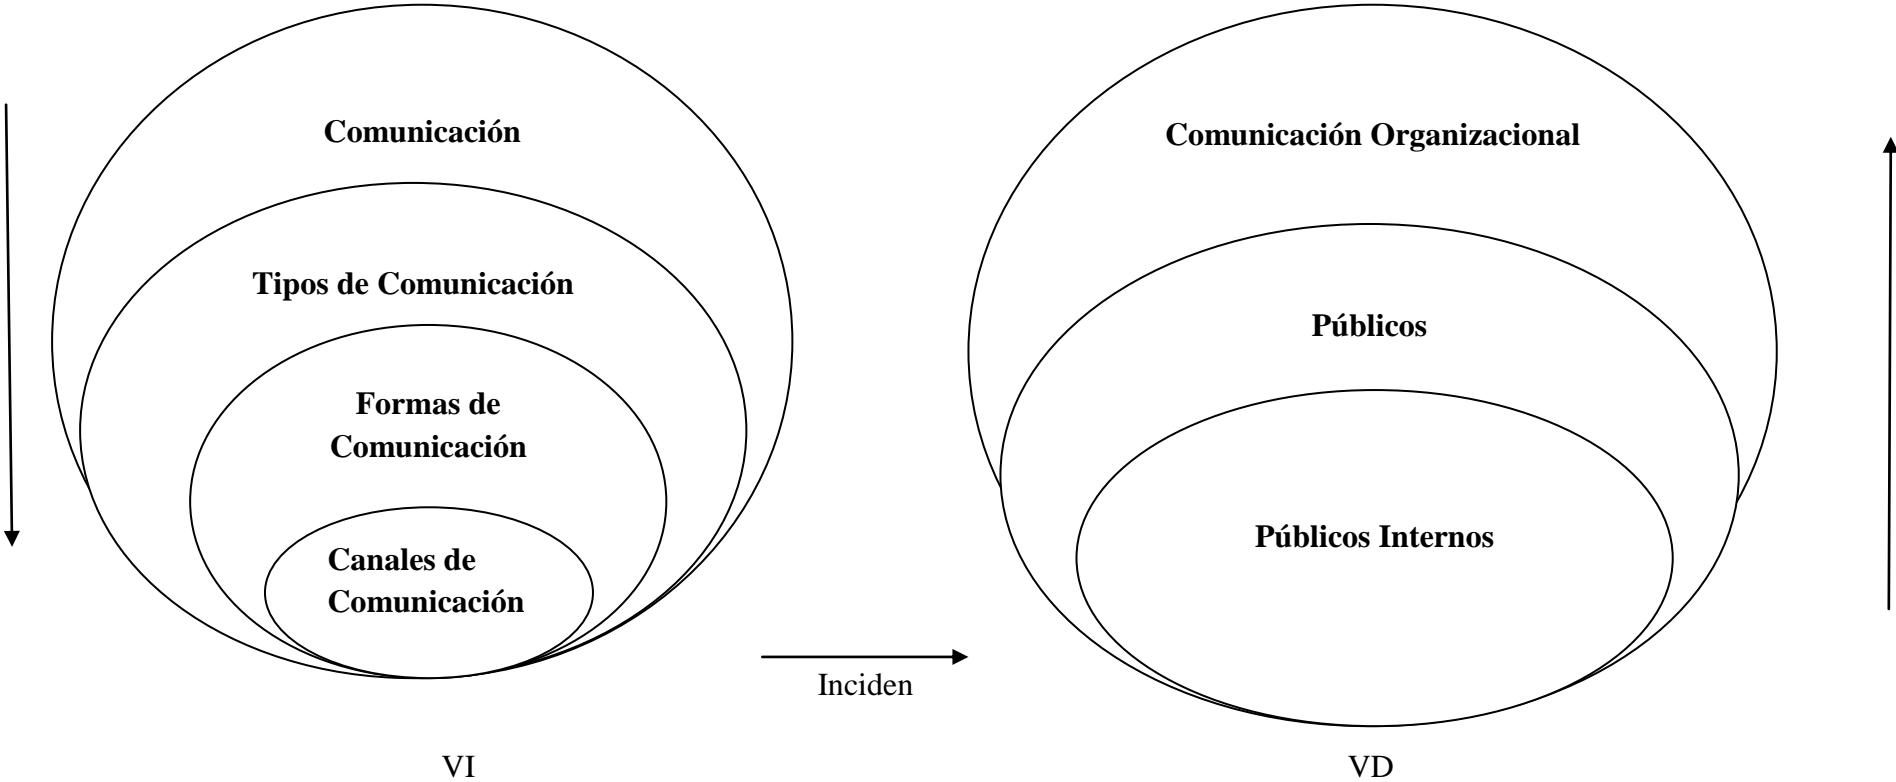 Comunicación
Tipos de Comunicación
Formas de
Comunicación
Canales de
Comunicación
Inciden
VI
Comunicación Organizacional
Públicos
Públicos Internos
VD